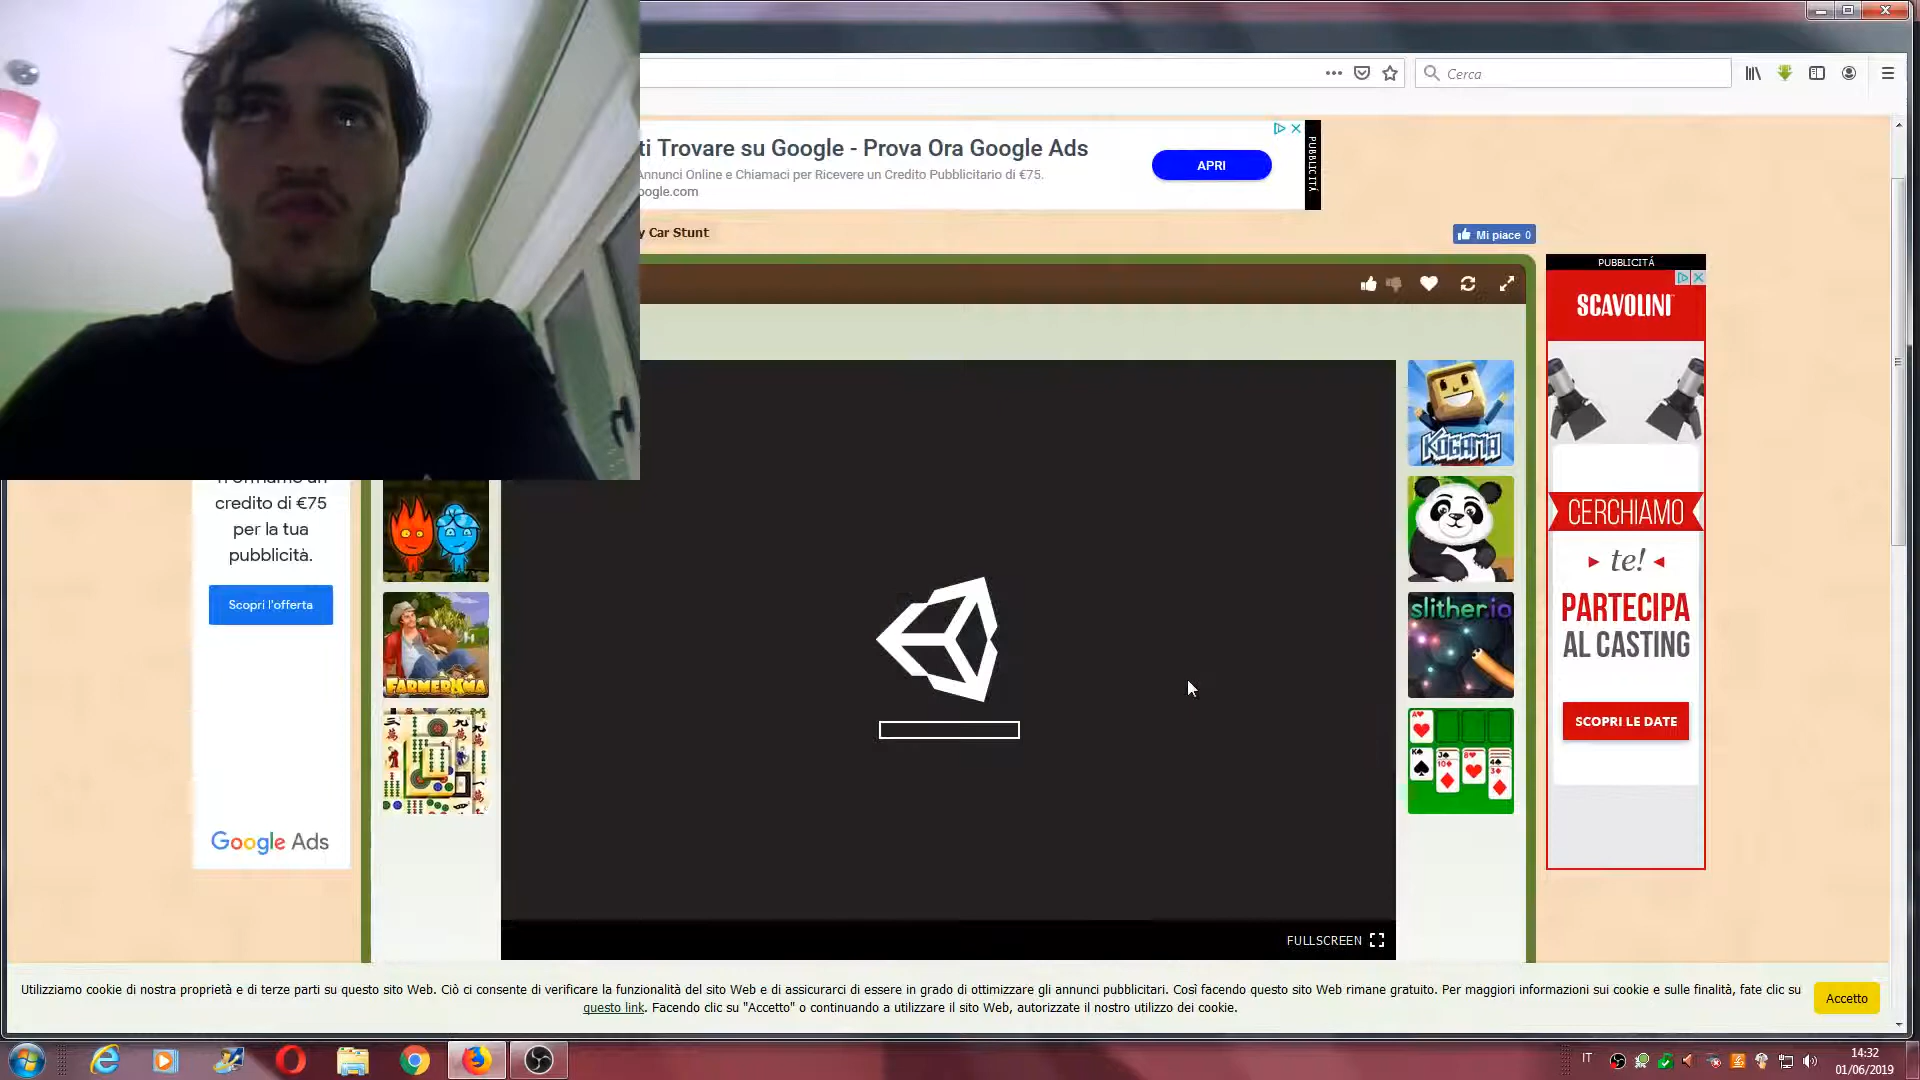 Cerca
ti Trovare su Google - Prova Ora Google Ads
Annunci Online e Chiamaci per Ricevere un Credito Pubblicitario di €75.
oogle.com
APRI
PUBBLICITÁ
y Car Stunt
Mi piace 0
PUBBLICITÁ
SCAVOLINI
KOGAMA
credito di €75
per la tua
pubblicità.
Scopri l'offerta
CERCHIAMO
te!
PARTECIPA
AL CASTING
slither.io
FARMERAMA
SCOPRI LE DATE
Google Ads
FULLSCREEN
Utilizziamo cookie di nostra proprietà e di terze parti su questo sito Web. Ciò ci consente di verificare la funzionalità del sito Web e di assicurarci di essere in grado di ottimizzare gli annunci pubblicitari. Così facendo questo sito Web rimane gratuito. Per maggiori informazioni sui cookie e sulle finalità, fate clic su
questo link. Facendo clic su "Accetto" o continuando a utilizzare il sito Web, autorizzate il nostro utilizzo dei cookie.
Accetto
IT
14:32
01/06/2019